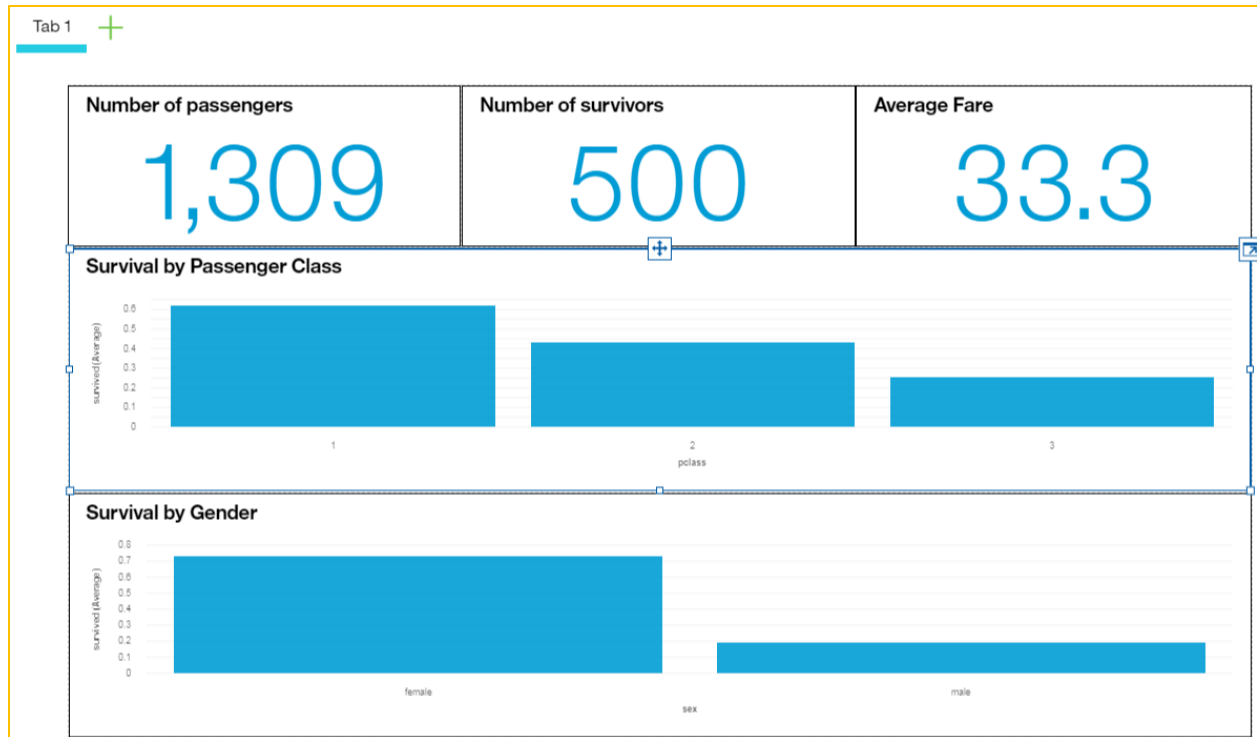 Tab 1
Number of passengers
1,309
Number of survivors
500
Average Fare
33.3
Survival by Passenger Class
survived (Average)
0.6
0.5
0.4
0.3
0.2
0.1
0
1 2 3
pclass
Survival by Gender
survived (Average)
0.8
0.7
0.6
0.5
0.4
0.3
0.2
0.1
0
female male
sex